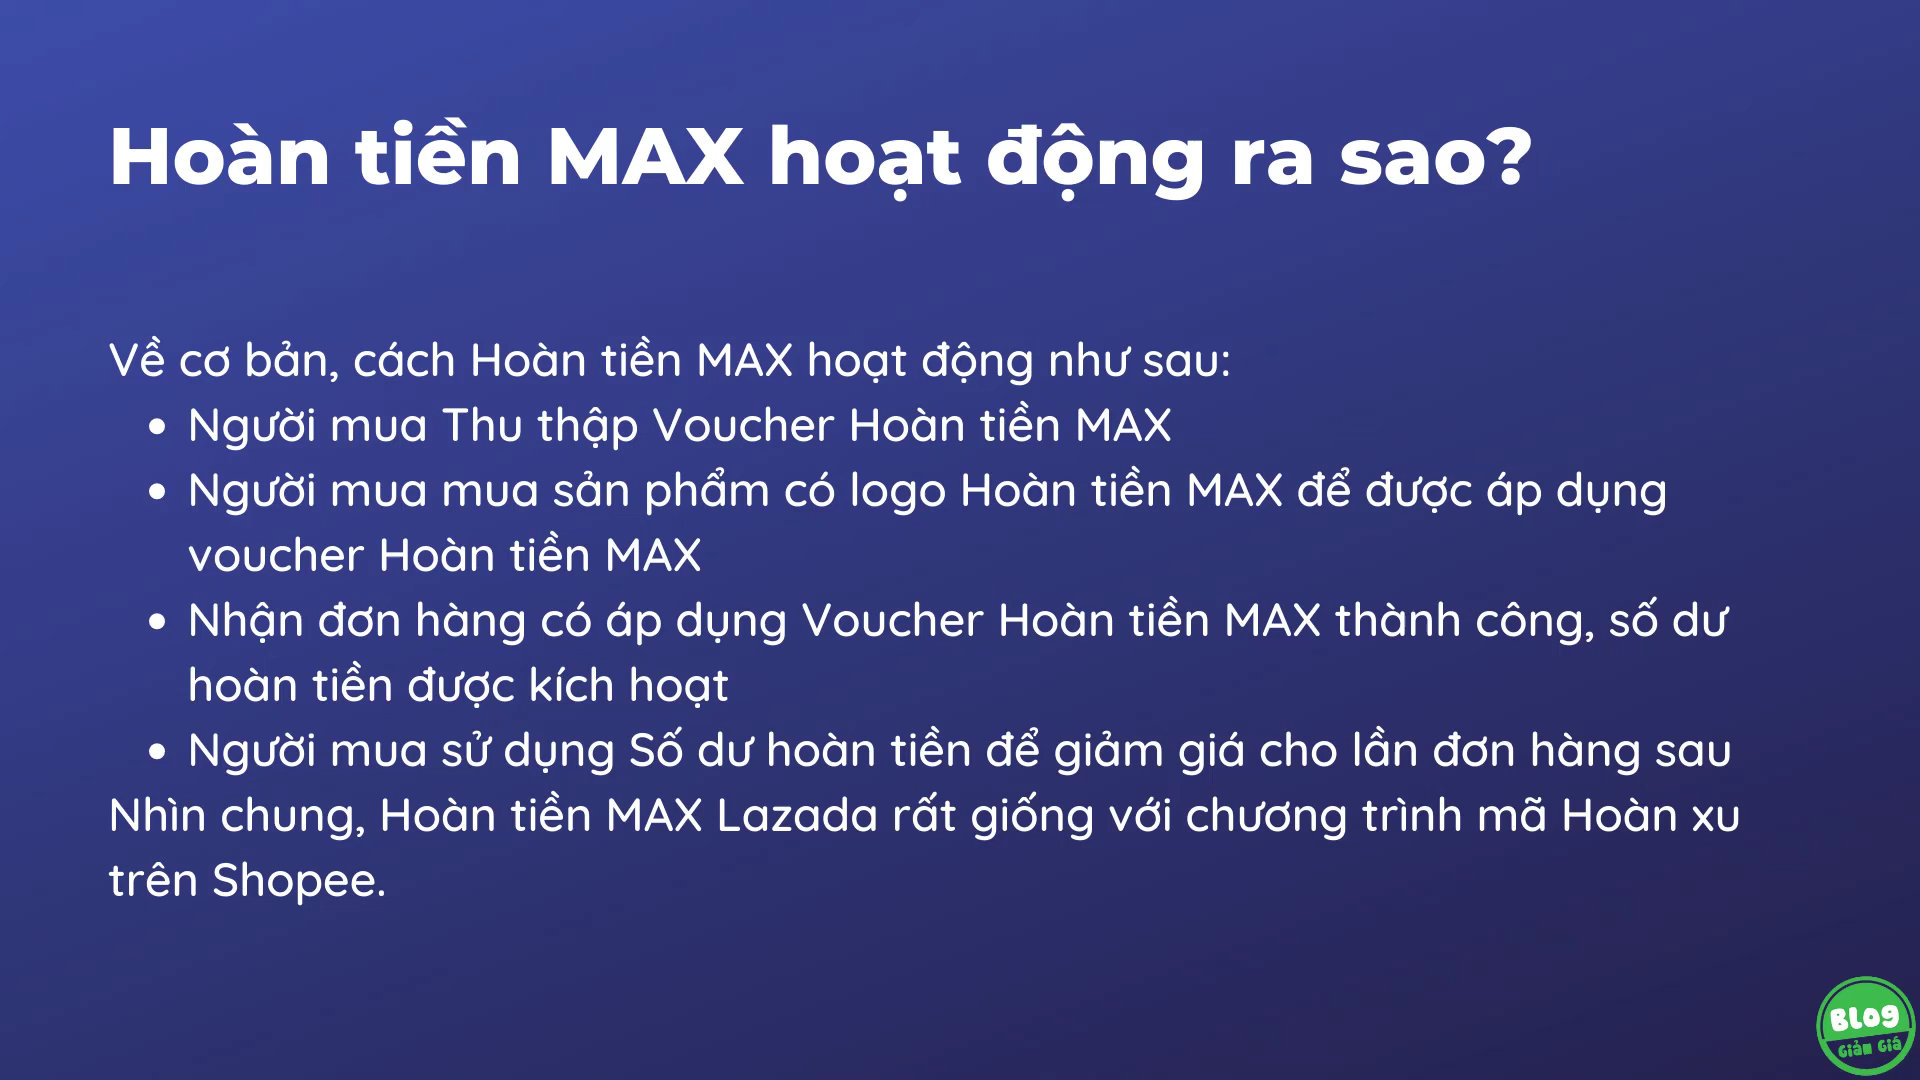 Hoàn tiền MAX hoạt động ra sao?
Về cơ bản, cách Hoàn tiền MAX hoạt động như sau:
• Người mua Thu thập Voucher Hoàn tiền MAX
• Người mua mua sản phẩm có logo Hoàn tiền MAX để được áp dụng
voucher Hoàn tiền MAX
• Nhận đơn hàng có áp dụng Voucher Hoàn tiền MAX thành công, số dư
hoàn tiền được kích hoạt
• Người mua sử dụng Số dư hoàn tiền để giảm giá cho lần đơn hàng sau
Nhìn chung, Hoàn tiền MAX Lazada rất giống với chương trình mã Hoàn xu
trên Shopee.
BLOG
Giảm Giá